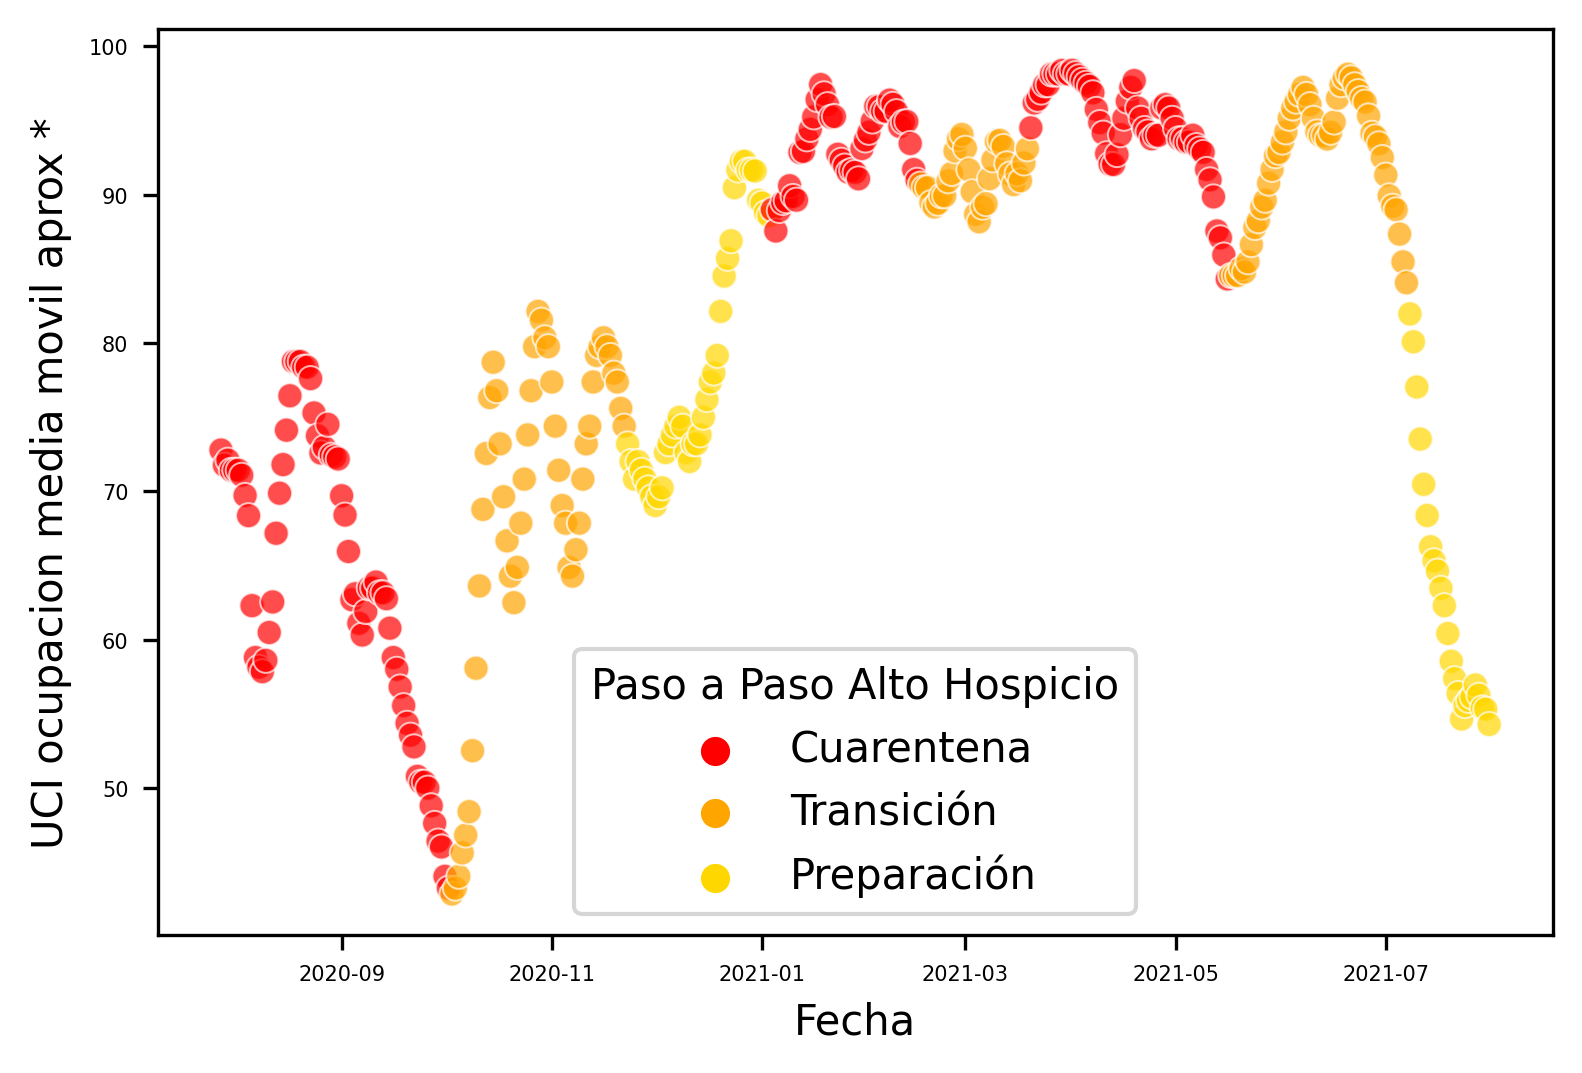 100
90
80
70
60
50
UCI ocupacion media movil aprox *
Paso a Paso Alto Hospicio
Cuarentena
Transición
Preparación
2020-09
2020-11
2021-01
2021-03
2021-05
2021-07
Fecha